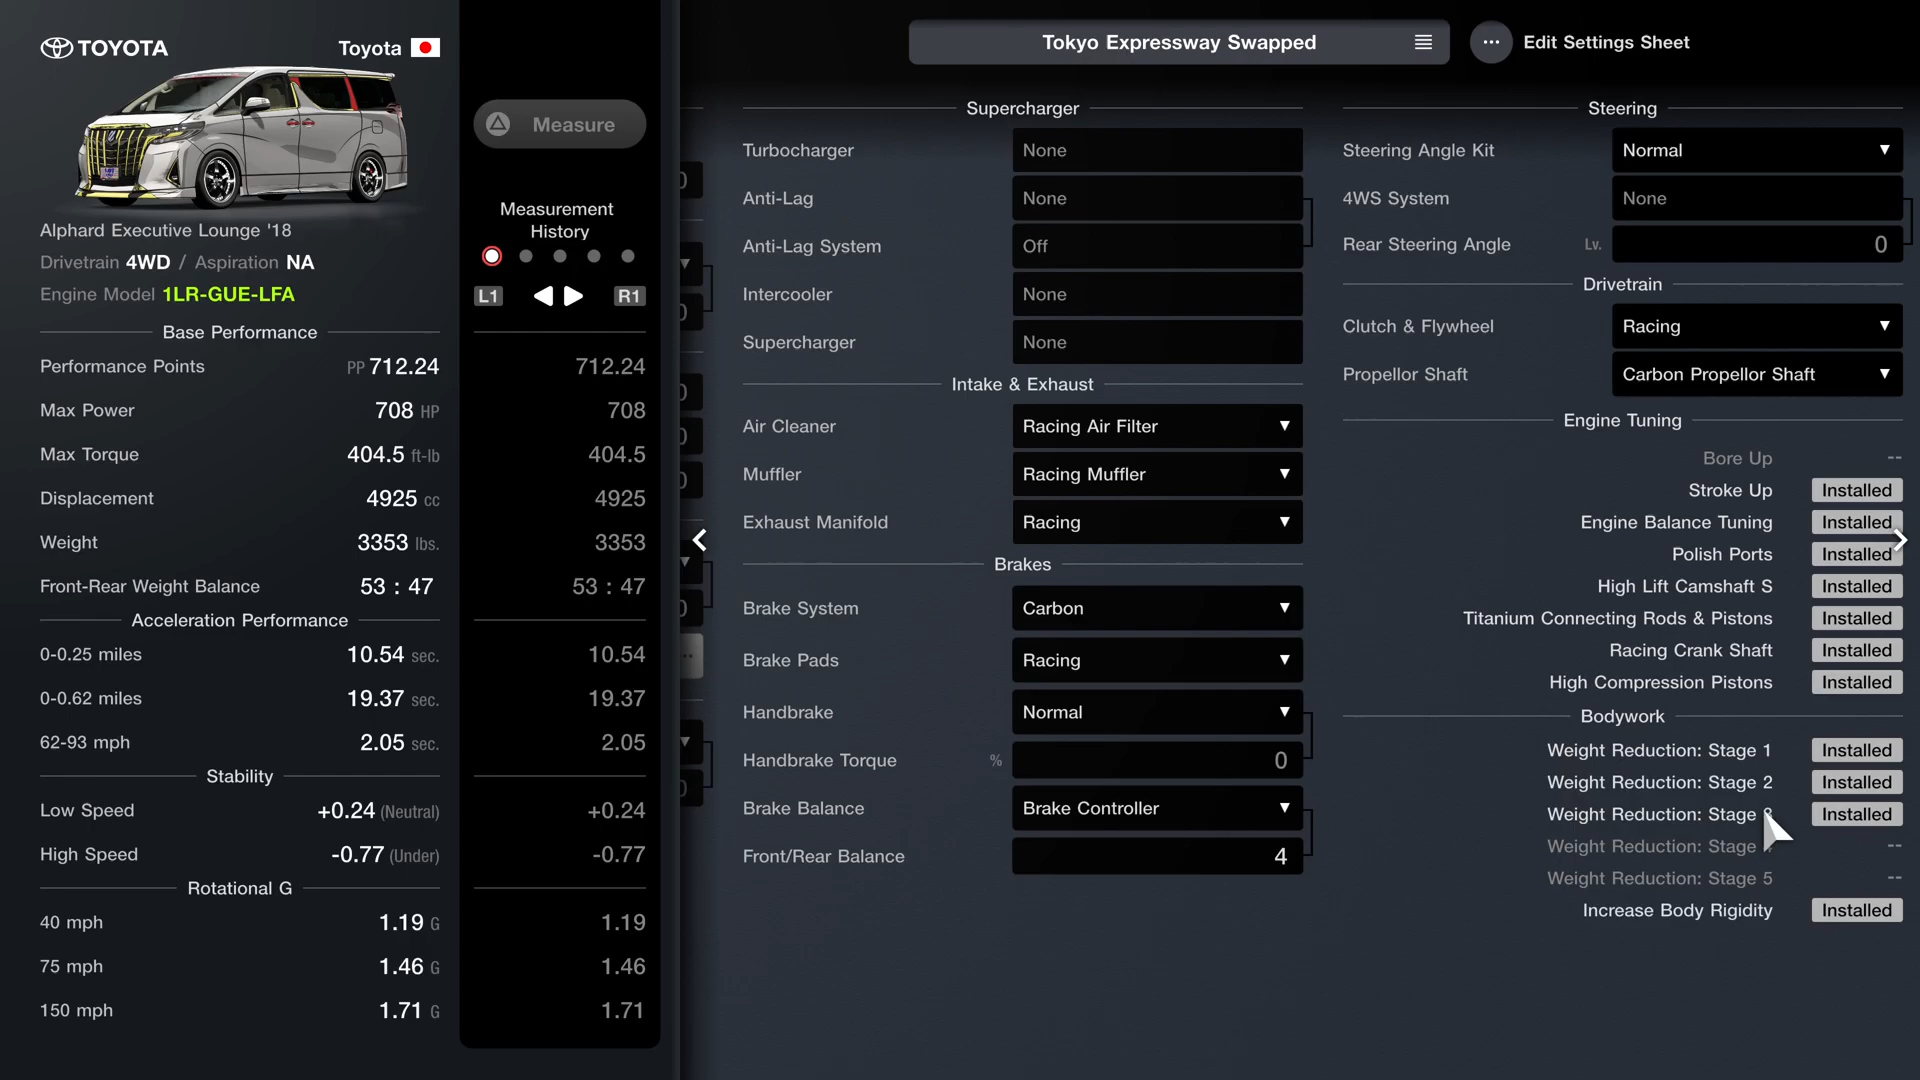 TOYOTA
Toyota
Alphard Executive Lounge '18
Drivetrain 4WD / Aspiration NA
Engine Model 1LR-GUE-LFA
Base Performance
Performance Points PP 712.24
Max Power 708 HP
Max Torque 404.5 ft-lb
Displacement 4925 cc
Weight 3353 lbs.
Front-Rear Weight Balance 53 : 47
Acceleration Performance
0-0.25 miles 10.54 sec.
0-0.62 miles 19.37 sec.
62-93 mph 2.05 sec.
Stability
Low Speed +0.24 (Neutral)
High Speed -0.77 (Under)
Rotational G
40 mph 1.19 G
75 mph 1.46 G
150 mph 1.71 G
Measure
Measurement
History
L1 R1
712.24
708
404.5
4925
3353
53 : 47
10.54
19.37
2.05
+0.24
-0.77
1.19
1.46
1.71
Tokyo Expressway Swapped
Edit Settings Sheet
Supercharger
Turbocharger None
Anti-Lag None
Anti-Lag System Off
Intercooler None
Supercharger None
Intake & Exhaust
Air Cleaner Racing Air Filter
Muffler Racing Muffler
Exhaust Manifold Racing
Brakes
Brake System Carbon
Brake Pads Racing
Handbrake Normal
Handbrake Torque % 0
Brake Balance Brake Controller
Front/Rear Balance 4
Steering
Steering Angle Kit Normal
4WS System None
Rear Steering Angle Lv. 0
Drivetrain
Clutch & Flywheel Racing
Propellor Shaft Carbon Propellor Shaft
Engine Tuning
Bore Up --
Stroke Up Installed
Engine Balance Tuning Installed
Polish Ports Installed
High Lift Camshaft S Installed
Titanium Connecting Rods & Pistons Installed
Racing Crank Shaft Installed
High Compression Pistons Installed
Bodywork
Weight Reduction: Stage 1 Installed
Weight Reduction: Stage 2 Installed
Weight Reduction: Stage 3 Installed
Weight Reduction: Stage 4 --
Weight Reduction: Stage 5 --
Increase Body Rigidity Installed